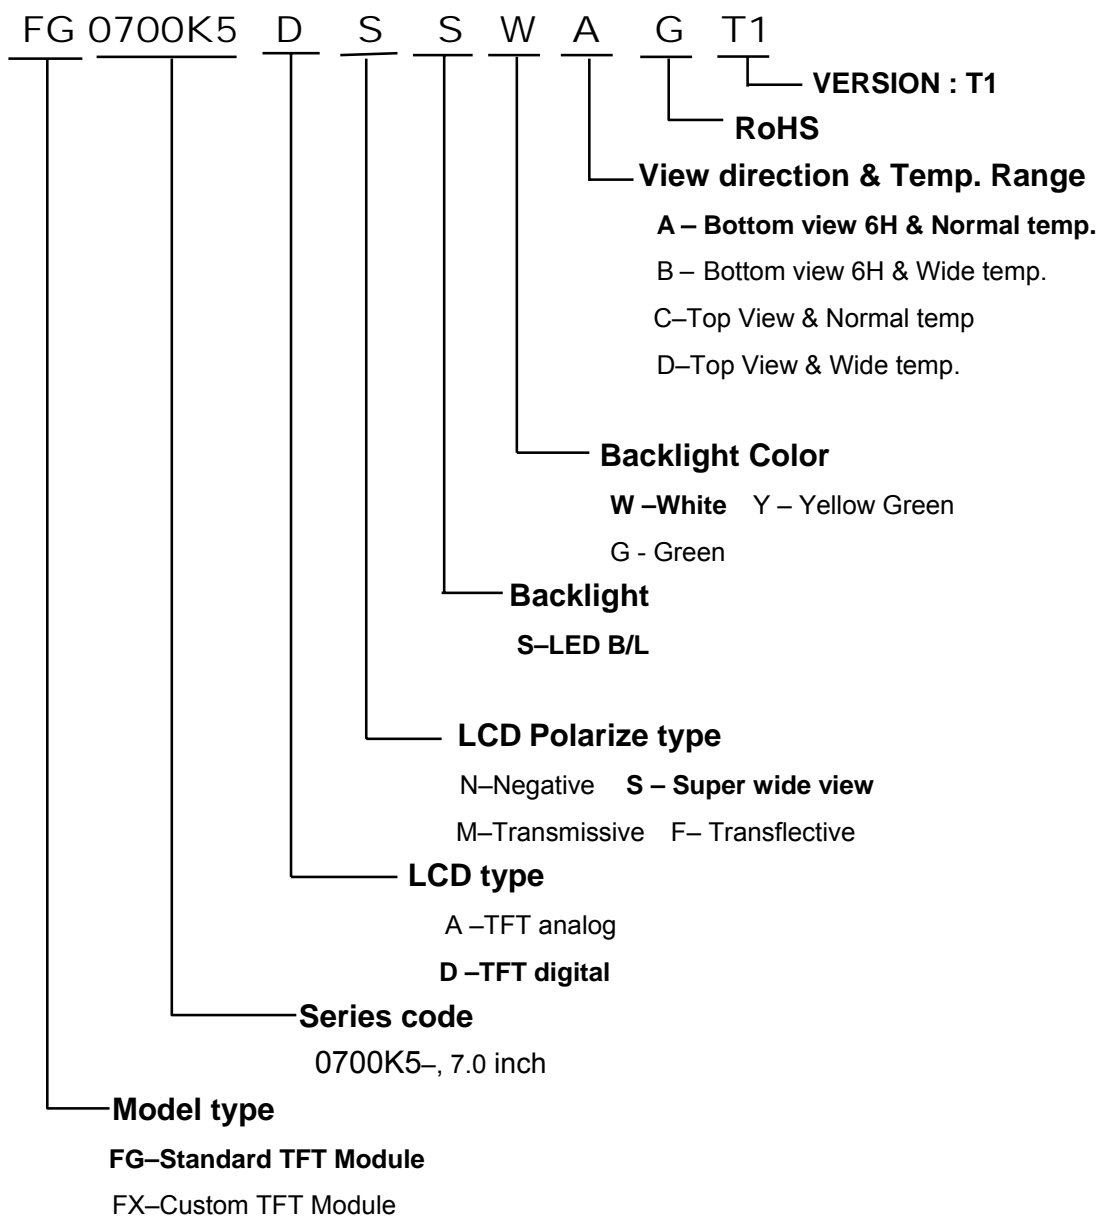 FG 0700K5 D S S W A G T1
VERSION : T1
RoHS
View direction & Temp. Range
A – Bottom view 6H & Normal temp.
B – Bottom view 6H & Wide temp.
C–Top View & Normal temp
D–Top View & Wide temp.
Backlight Color
W –White Y – Yellow Green
G - Green
Backlight
S–LED B/L
LCD Polarize type
N–Negative S – Super wide view
M–Transmissive F– Transflective
LCD type
A –TFT analog
D –TFT digital
Series code
0700K5–, 7.0 inch
Model type
FG–Standard TFT Module
FX–Custom TFT Module